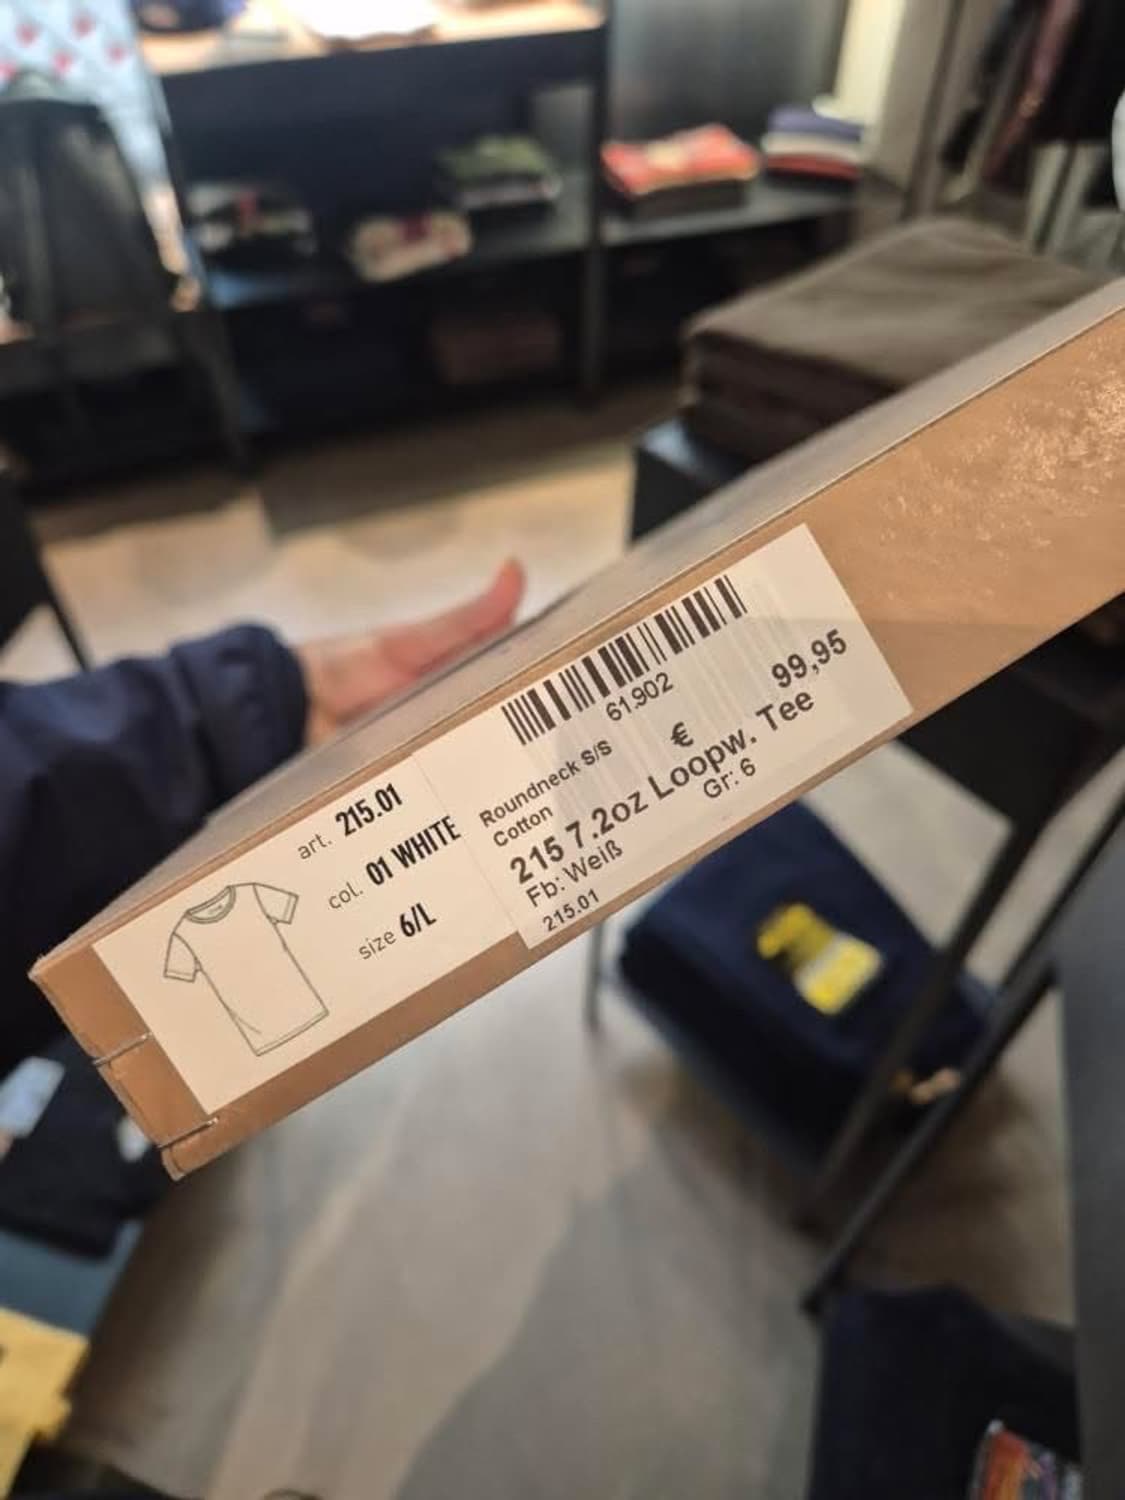 art. 215.01
col. 01 WHITE
size 6/L
61.902
Roundneck S/S
€ 99,95
Cotton
215 7.2oz Loopw. Tee
Fb: Weiß
Gr: 6
215.01